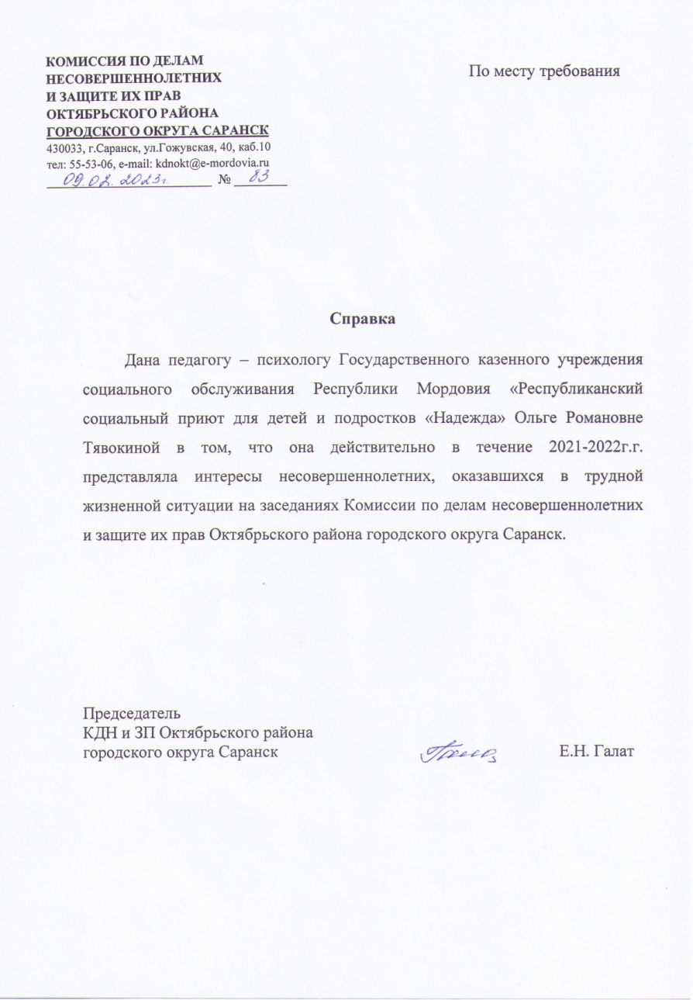 КОМИССИЯ ПО ДЕЛАМ
НЕСОВЕРШЕННОЛЕТНИХ
И ЗАЩИТЕ ИХ ПРАВ
ОКТЯБРЬСКОГО РАЙОНА
ГОРОДСКОГО ОКРУГА САРАНСК
430033, г.Саранск, ул.Гожувская, 40, каб.10
тел: 55-53-06, e-mail: kdnokt@e-mordovia.ru
09.02.2023г. № 83
По месту требования
Справка
Дана педагогу – психологу Государственного казенного учреждения
социального обслуживания Республики Мордовия «Республиканский
социальный приют для детей и подростков «Надежда» Ольге Романовне
Тявокиной в том, что она действительно в течение 2021-2022г.г.
представляла интересы несовершеннолетних, оказавшихся в трудной
жизненной ситуации на заседаниях Комиссии по делам несовершеннолетних
и защите их прав Октябрьского района городского округа Саранск.
Председатель
КДН и ЗП Октябрьского района
городского округа Саранск Е.Н. Галат